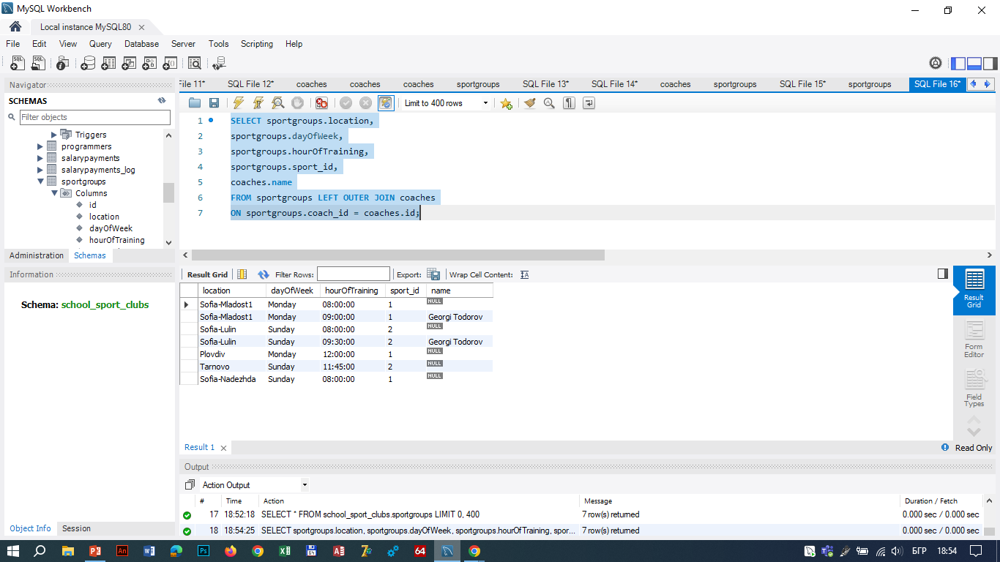 MySQL Workbench
Local instance MySQL80
File Edit View Query Database Server Tools Scripting Help
Navigator
SCHEMAS
Filter objects
Triggers
programmers
salarypayments
salarypayments_log
sportgroups
Columns
id
location
dayOfWeek
hourOfTraining
Administration Schemas
Information
Schema: school_sport_clubs
Object Info Session
File 11* SQL File 12* coaches coaches coaches sportgroups SQL File 13* SQL File 14* coaches sportgroups SQL File 15* sportgroups SQL File 16*
Limit to 400 rows
1 SELECT sportgroups.location,
2 sportgroups.dayOfWeek,
3 sportgroups.hourOfTraining,
4 sportgroups.sport_id,
5 coaches.name
6 FROM sportgroups LEFT OUTER JOIN coaches
7 ON sportgroups.coach_id = coaches.id;
Result Grid Filter Rows: Export: Wrap Cell Content:
location dayOfWeek hourOfTraining sport_id name
Sofia-Mladost1 Monday 08:00:00 1 NULL
Sofia-Mladost1 Monday 09:00:00 1 Georgi Todorov
Sofia-Lulin Sunday 08:00:00 2 NULL
Sofia-Lulin Sunday 09:30:00 2 Georgi Todorov
Plovdiv Monday 12:00:00 1 NULL
Tarnovo Sunday 11:45:00 2 NULL
Sofia-Nadezhda Sunday 08:00:00 1 NULL
Result Grid
Form Editor
Field Types
Result 1
Read Only
Output
Action Output
# Time Action Message Duration / Fetch
17 18:52:18 SELECT * FROM school_sport_clubs.sportgroups LIMIT 0, 400 7 row(s) returned 0.000 sec / 0.000 sec
18 18:54:25 SELECT sportgroups.location, sportgroups.dayOfWeek, sportgroups.hourOfTraining, spor... 7 row(s) returned 0.000 sec / 0.000 sec
64
БГР 18:54